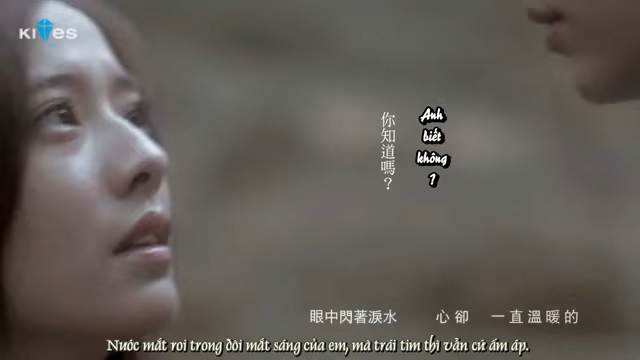 KITES
你知道嗎？
Anh
biết
không
?
眼中閃著淚水 心卻 一直溫暖的
Nước mắt rơi trong đôi mắt sáng của em, mà trái tim thì vẫn cứ ấm áp.